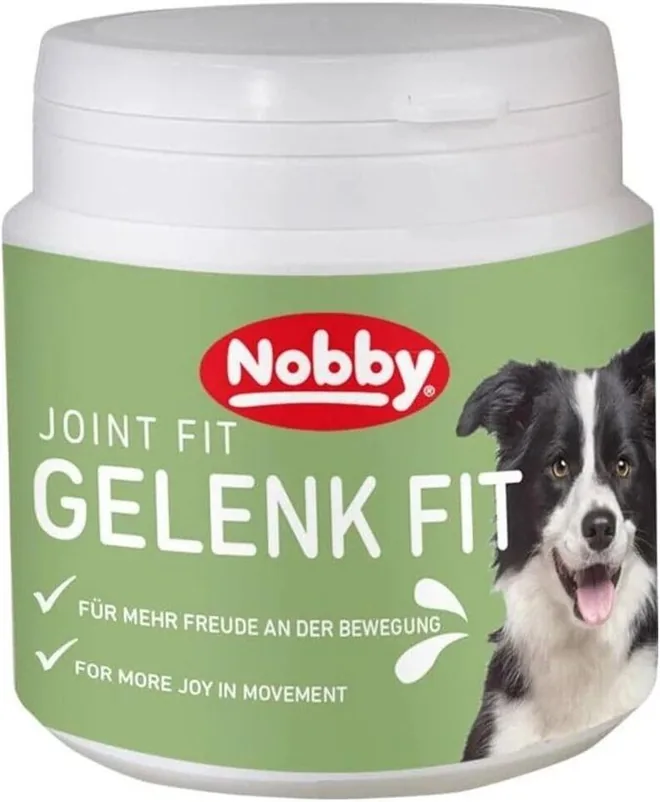 Nobby®
JOINT FIT
GELENK FIT
FÜR MEHR FREUDE AN DER BEWEGUNG
FOR MORE JOY IN MOVEMENT